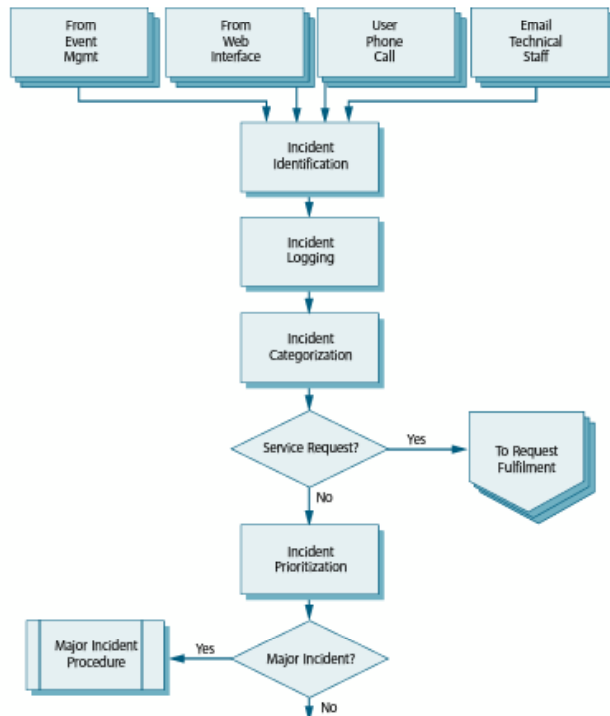 From
Event
Mgmt
From
Web
Interface
User
Phone
Call
Email
Technical
Staff
Incident
Identification
Incident
Logging
Incident
Categorization
Service Request?
Yes
To Request
Fulfilment
No
Incident
Prioritization
Major Incident
Procedure
Yes
Major Incident?
No